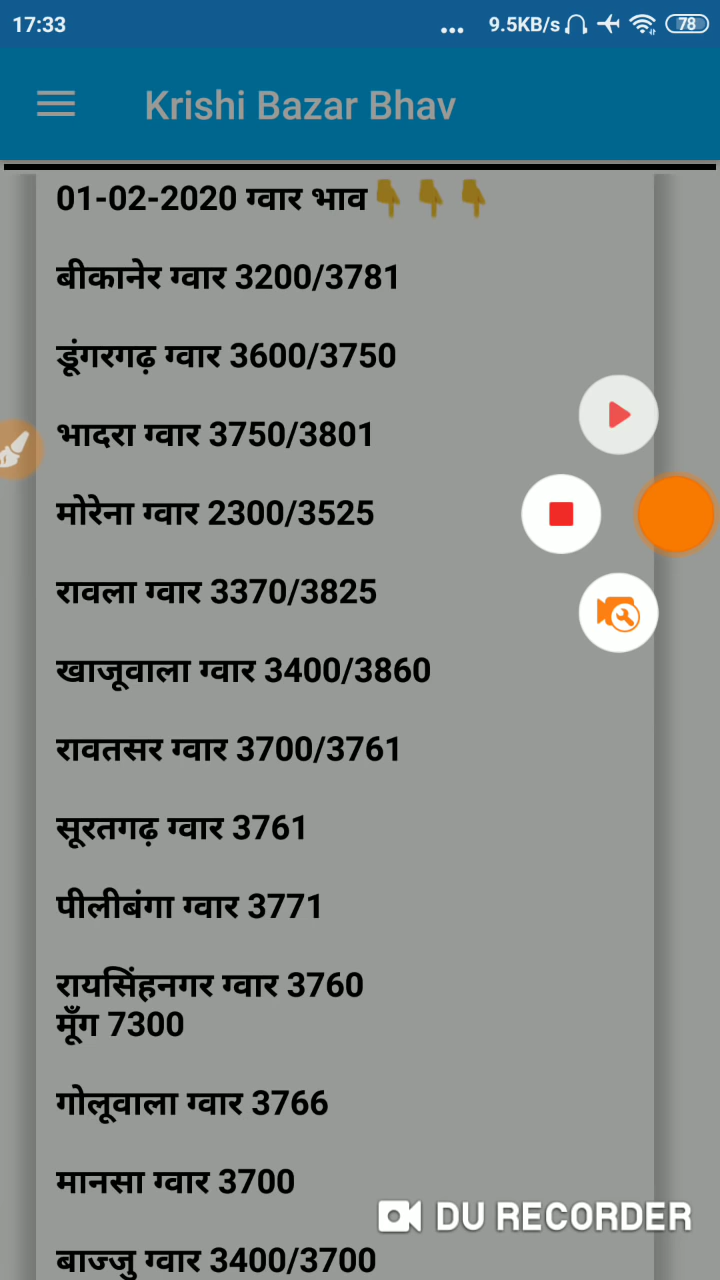 17:33 ... 9.5KB/s 78
Krishi Bazar Bhav
01-02-2020 ग्वार भाव👇👇👇
बीकानेर ग्वार 3200/3781
डूंगरगढ़ ग्वार 3600/3750
भादरा ग्वार 3750/3801
मोरेना ग्वार 2300/3525
रावला ग्वार 3370/3825
खाजूवाला ग्वार 3400/3860
रावतसर ग्वार 3700/3761
सूरतगढ़ ग्वार 3761
पीलीबंगा ग्वार 3771
रायसिंहनगर ग्वार 3760
मूँग 7300
गोलूवाला ग्वार 3766
मानसा ग्वार 3700
DU RECORDER
बाज्जु ग्वार 3400/3700